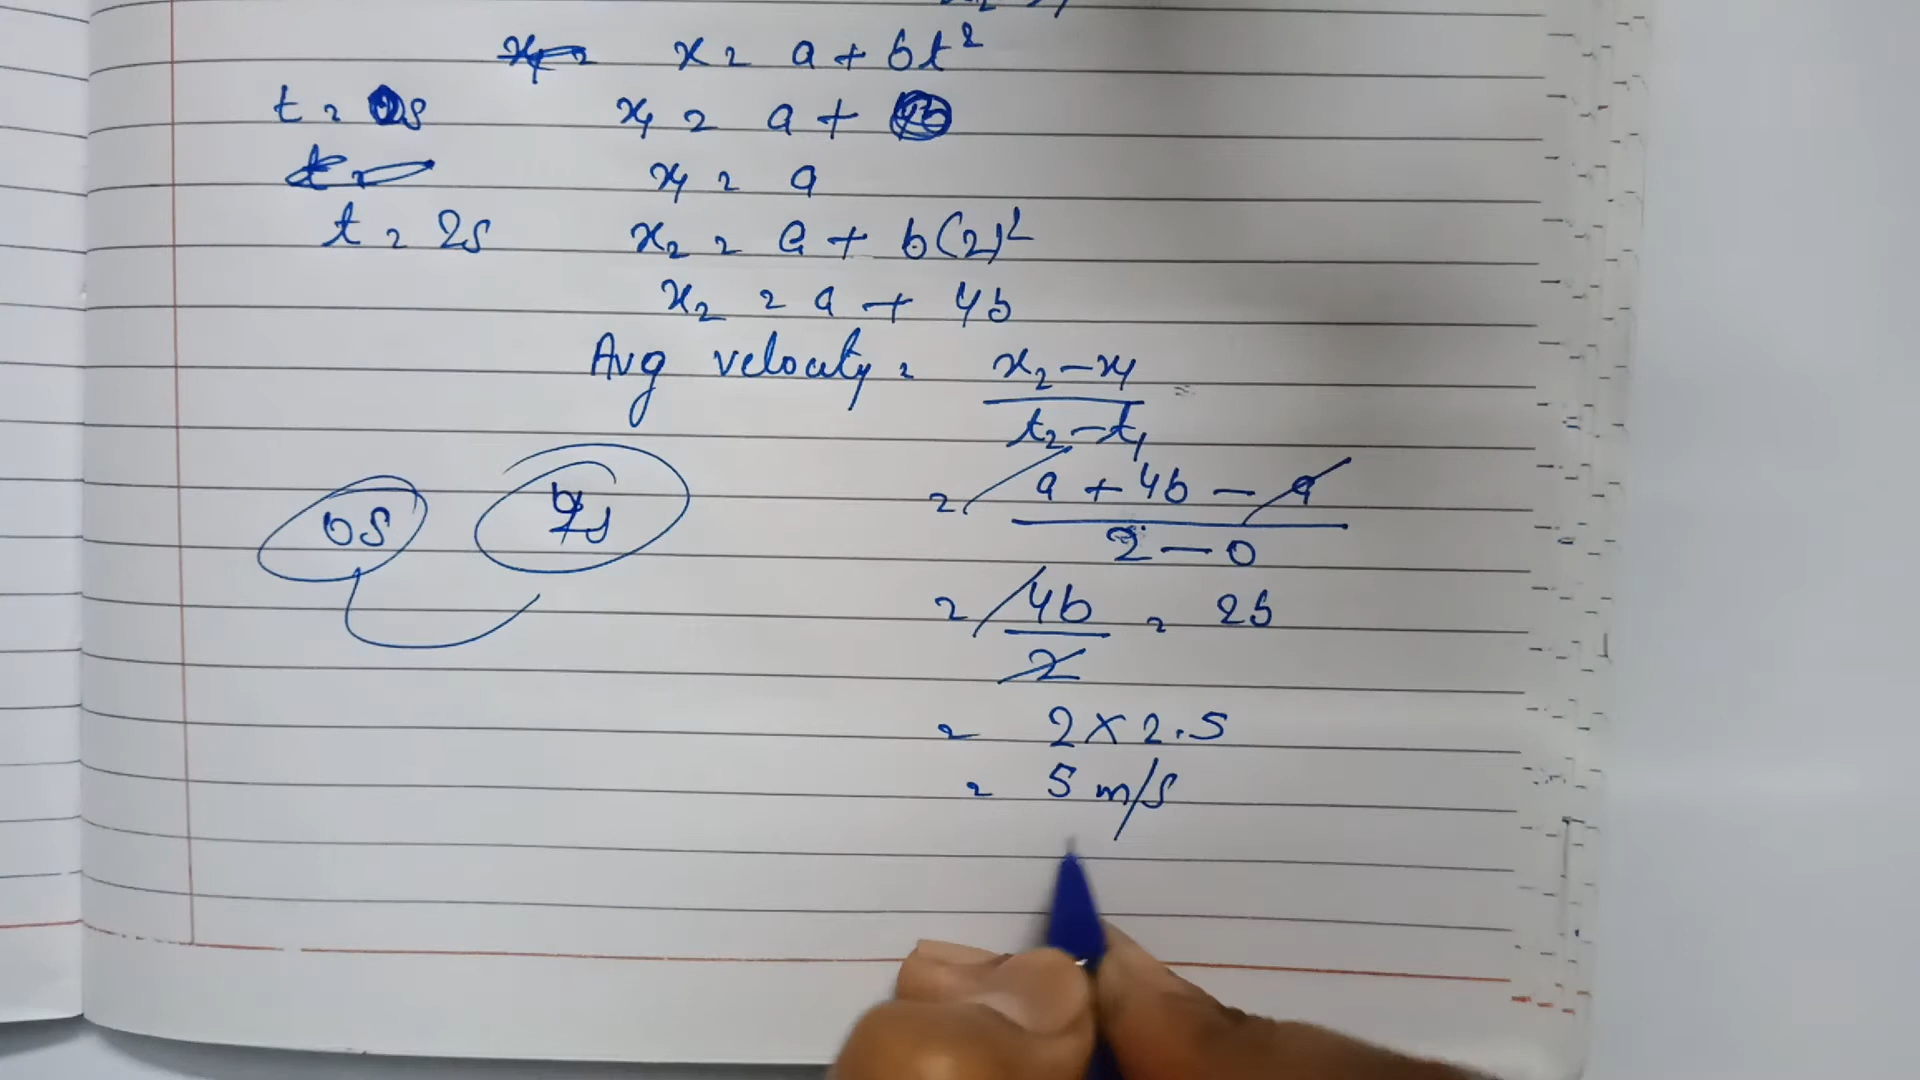 x = a + bt²
t = 0s x₁ = a +
x₁ = a
t = 2s x₂ = a + b(2)²
x₂ = a + 4b
Avg velocity = x₂ - x₁
t₂ - t₁
= a + 4b - a
2 - 0
0s
= 4b = 2b
2
= 2 × 2.5
= 5 m/s